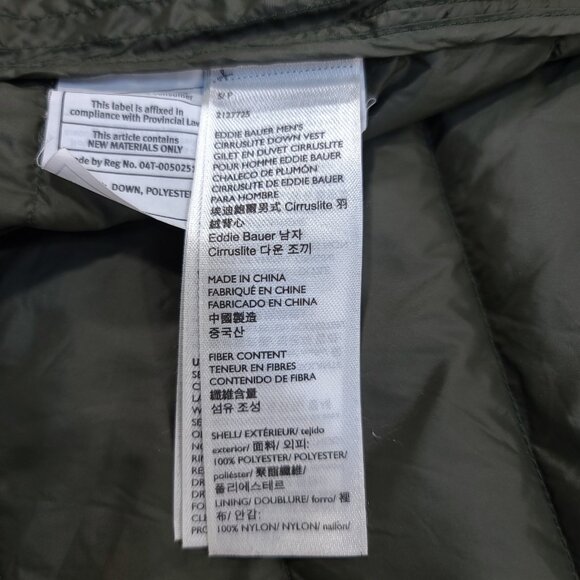 This label is affixed in
compliance with Provincial Law
This article contains
NEW MATERIALS ONLY
Made by Reg No. 04T-0050251
DOWN, POLYESTER
S/ P
2127725
EDDIE BAUER MEN'S
CIRRUSLITE DOWN VEST
GILET EN DUVET CIRRUSLITE
POUR HOMME EDDIE BAUER
CHALECO DE PLUMÓN
CIRRUSLITE DE EDDIE BAUER
PARA HOMBRE
埃迪鮑爾男式 Cirruslite 羽
絨背心
Eddie Bauer 남자
Cirruslite 다운 조끼
MADE IN CHINA
FABRIQUÉ EN CHINE
FABRICADO EN CHINA
中國製造
중국산
FIBER CONTENT
TENEUR EN FIBRES
CONTENIDO DE FIBRA
纖維含量
섬유 조성
SHELL/ EXTÉRIEUR/ tejido
exterior/ 面料/ 외피:
100% POLYESTER/ POLYESTER/
poliéster/ 聚酯纖維/
폴리에스테르
LINING/ DOUBLURE/ forro/ 裡
布/ 안감:
100% NYLON/ NYLON/ nailon/